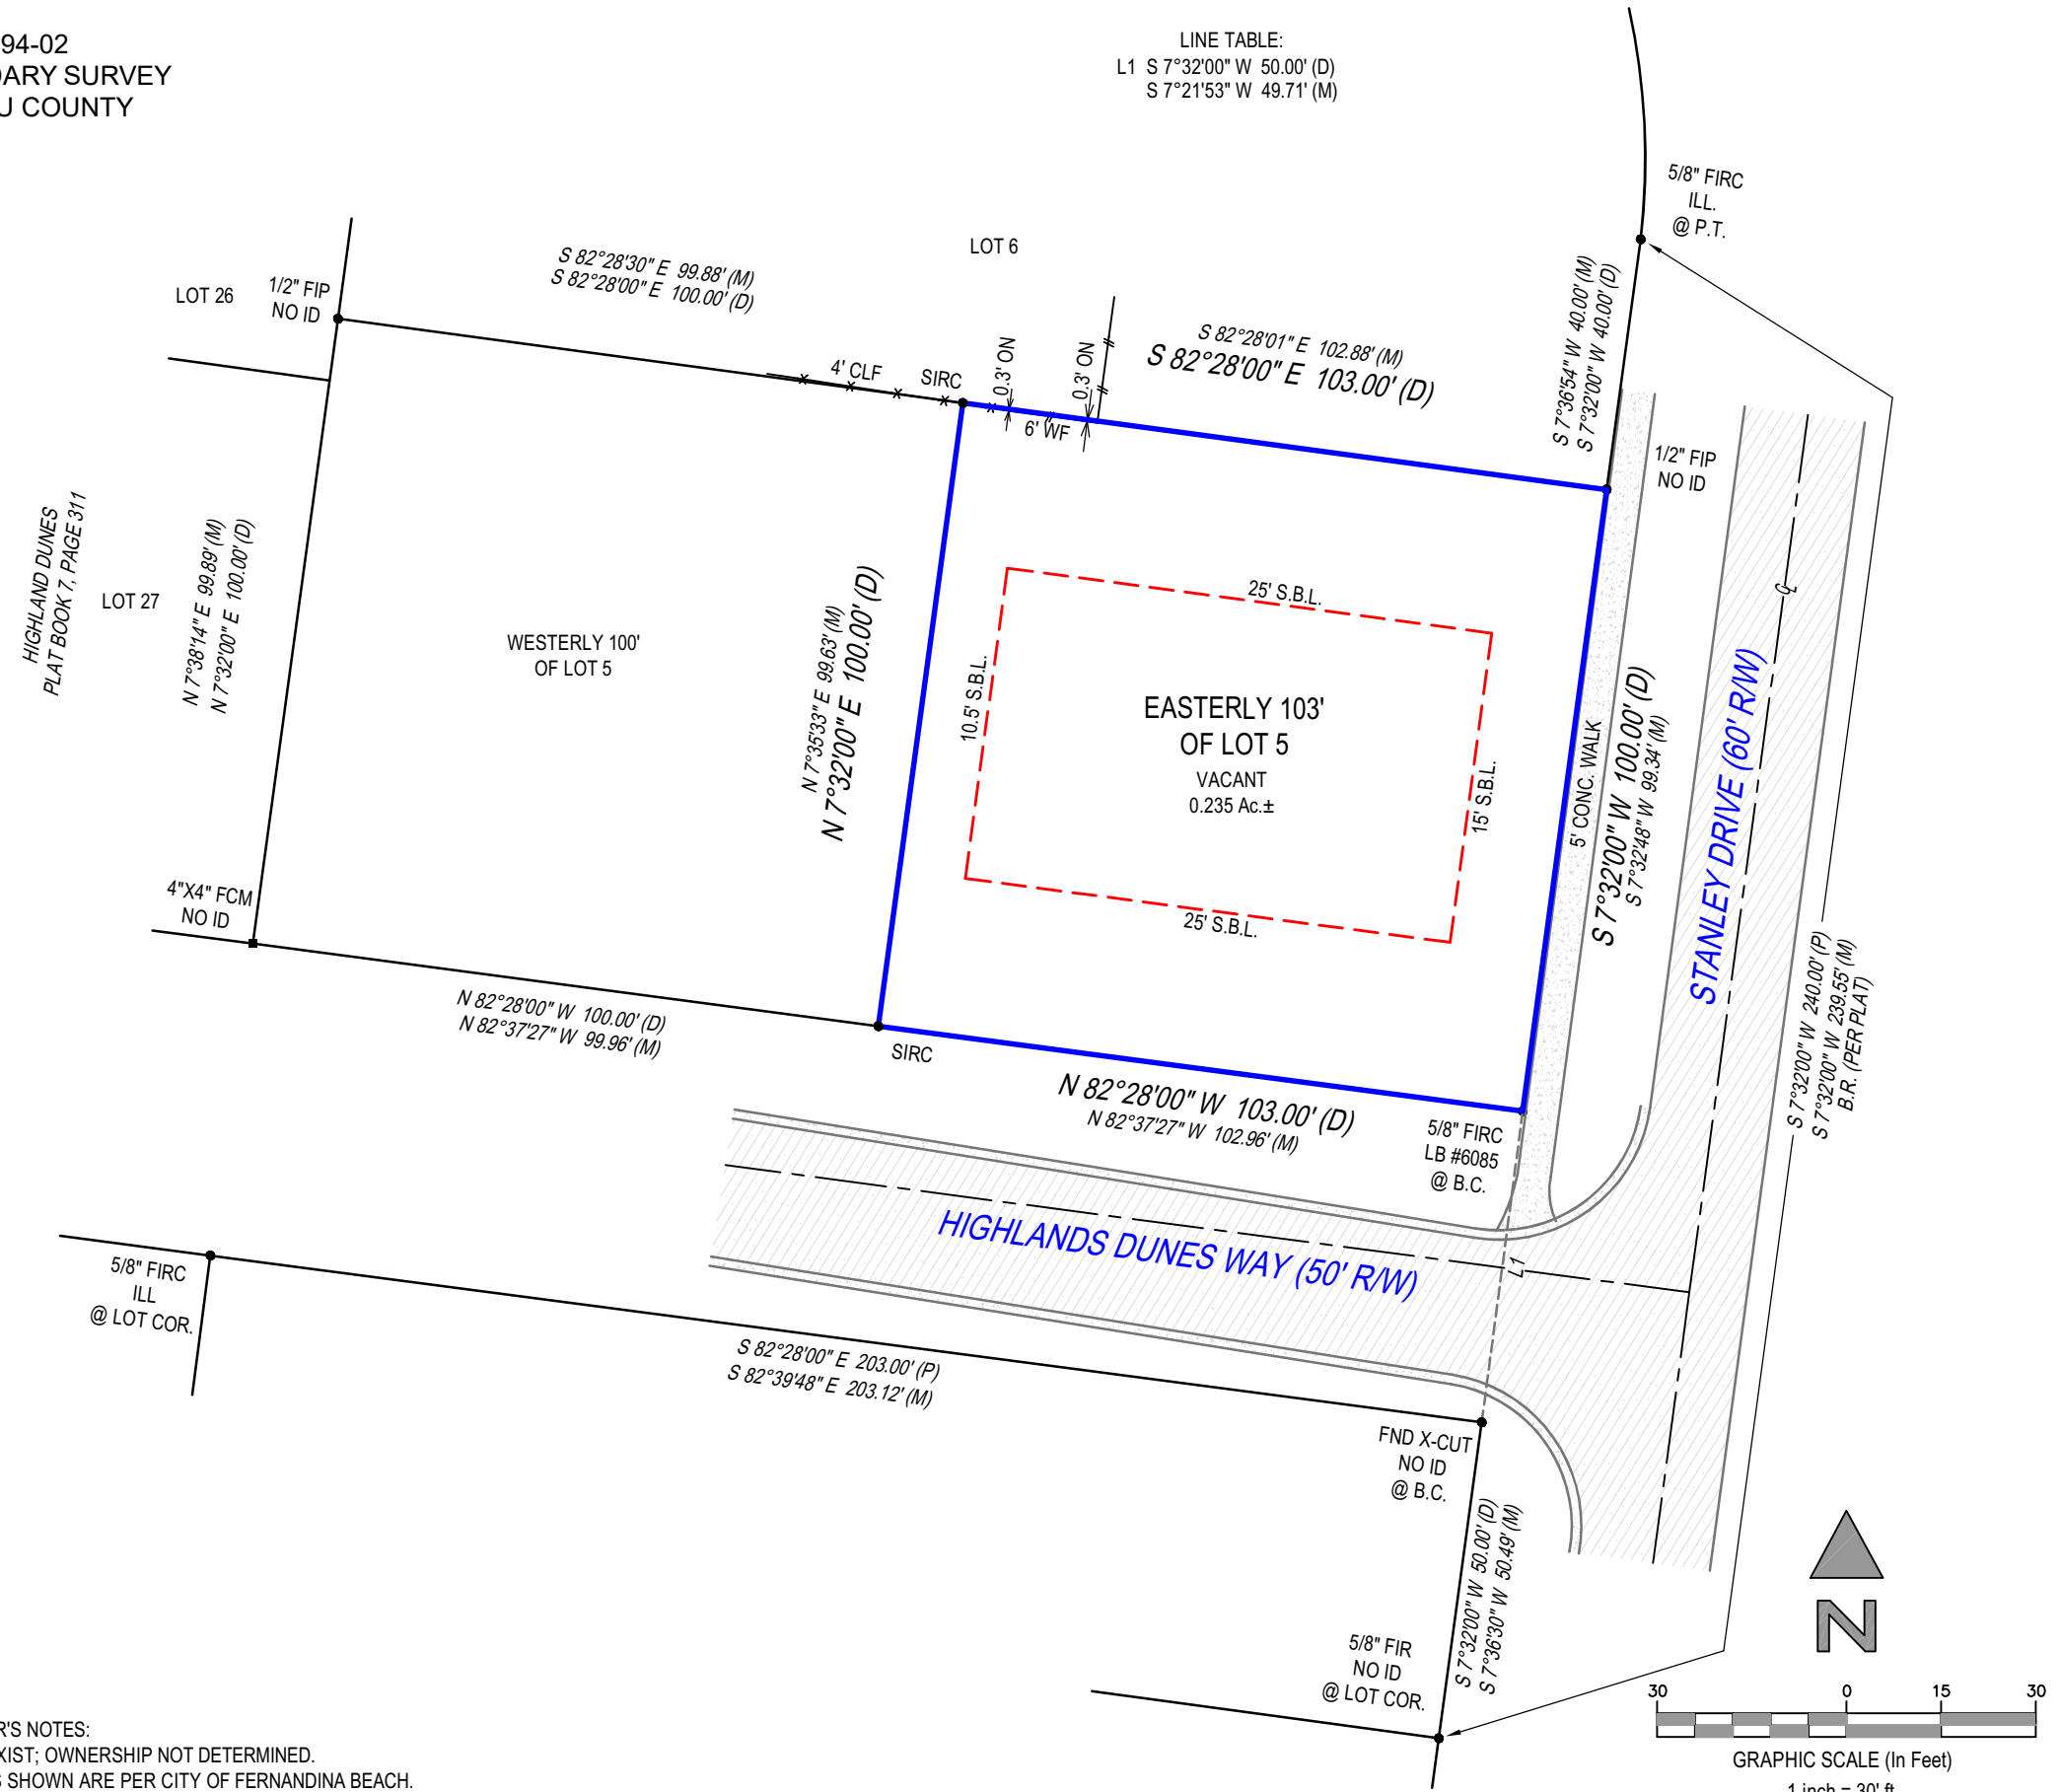 94-02
DARY SURVEY
U COUNTY
LINE TABLE:
L1 S 7°32'00" W 50.00' (D)
S 7°21'53" W 49.71' (M)
5/8" FIRC
ILL.
@ P.T.
LOT 6
S 82°28'30" E 99.88' (M)
S 82°28'00" E 100.00' (D)
LOT 26
1/2" FIP
NO ID
S 7°36'54" W 40.00' (M)
S 7°32'00" W 40.00' (D)
S 82°28'01" E 102.88' (M)
S 82°28'00" E 103.00' (D)
4' CLF
SIRC
0.3' ON
0.3' ON
6' WF
1/2" FIP
NO ID
HIGHLAND DUNES
PLAT BOOK 7, PAGE 311
LOT 27
N 7°38'14" E 99.89' (M)
N 7°32'00" E 100.00' (D)
WESTERLY 100'
OF LOT 5
N 7°35'33" E 99.63' (M)
N 7°32'00" E 100.00' (D)
25' S.B.L.
10.5' S.B.L.
EASTERLY 103'
OF LOT 5
VACANT
0.235 Ac.±
15' S.B.L.
25' S.B.L.
5' CONC. WALK
S 7°32'00" W 100.00' (D)
S 7°32'48" W 99.34' (M)
STANLEY DRIVE (60' R/W)
S 7°32'00" W 240.00' (P)
S 7°32'00" W 239.55' (M)
B.R. (PER PLAT)
4"X4" FCM
NO ID
N 82°28'00" W 100.00' (D)
N 82°37'27" W 99.96' (M)
SIRC
N 82°28'00" W 103.00' (D)
N 82°37'27" W 102.96' (M)
5/8" FIRC
LB #6085
@ B.C.
HIGHLANDS DUNES WAY (50' R/W)
L1
5/8" FIRC
ILL
@ LOT COR.
S 82°28'00" E 203.00' (P)
S 82°39'48" E 203.12' (M)
FND X-CUT
NO ID
@ B.C.
S 7°32'00" W 50.00' (D)
S 7°36'30" W 50.49' (M)
5/8" FIR
NO ID
@ LOT COR.
N
30 0 15 30
GRAPHIC SCALE (In Feet)
1 inch = 30' ft.
R'S NOTES:
XIST; OWNERSHIP NOT DETERMINED.
S SHOWN ARE PER CITY OF FERNANDINA BEACH.